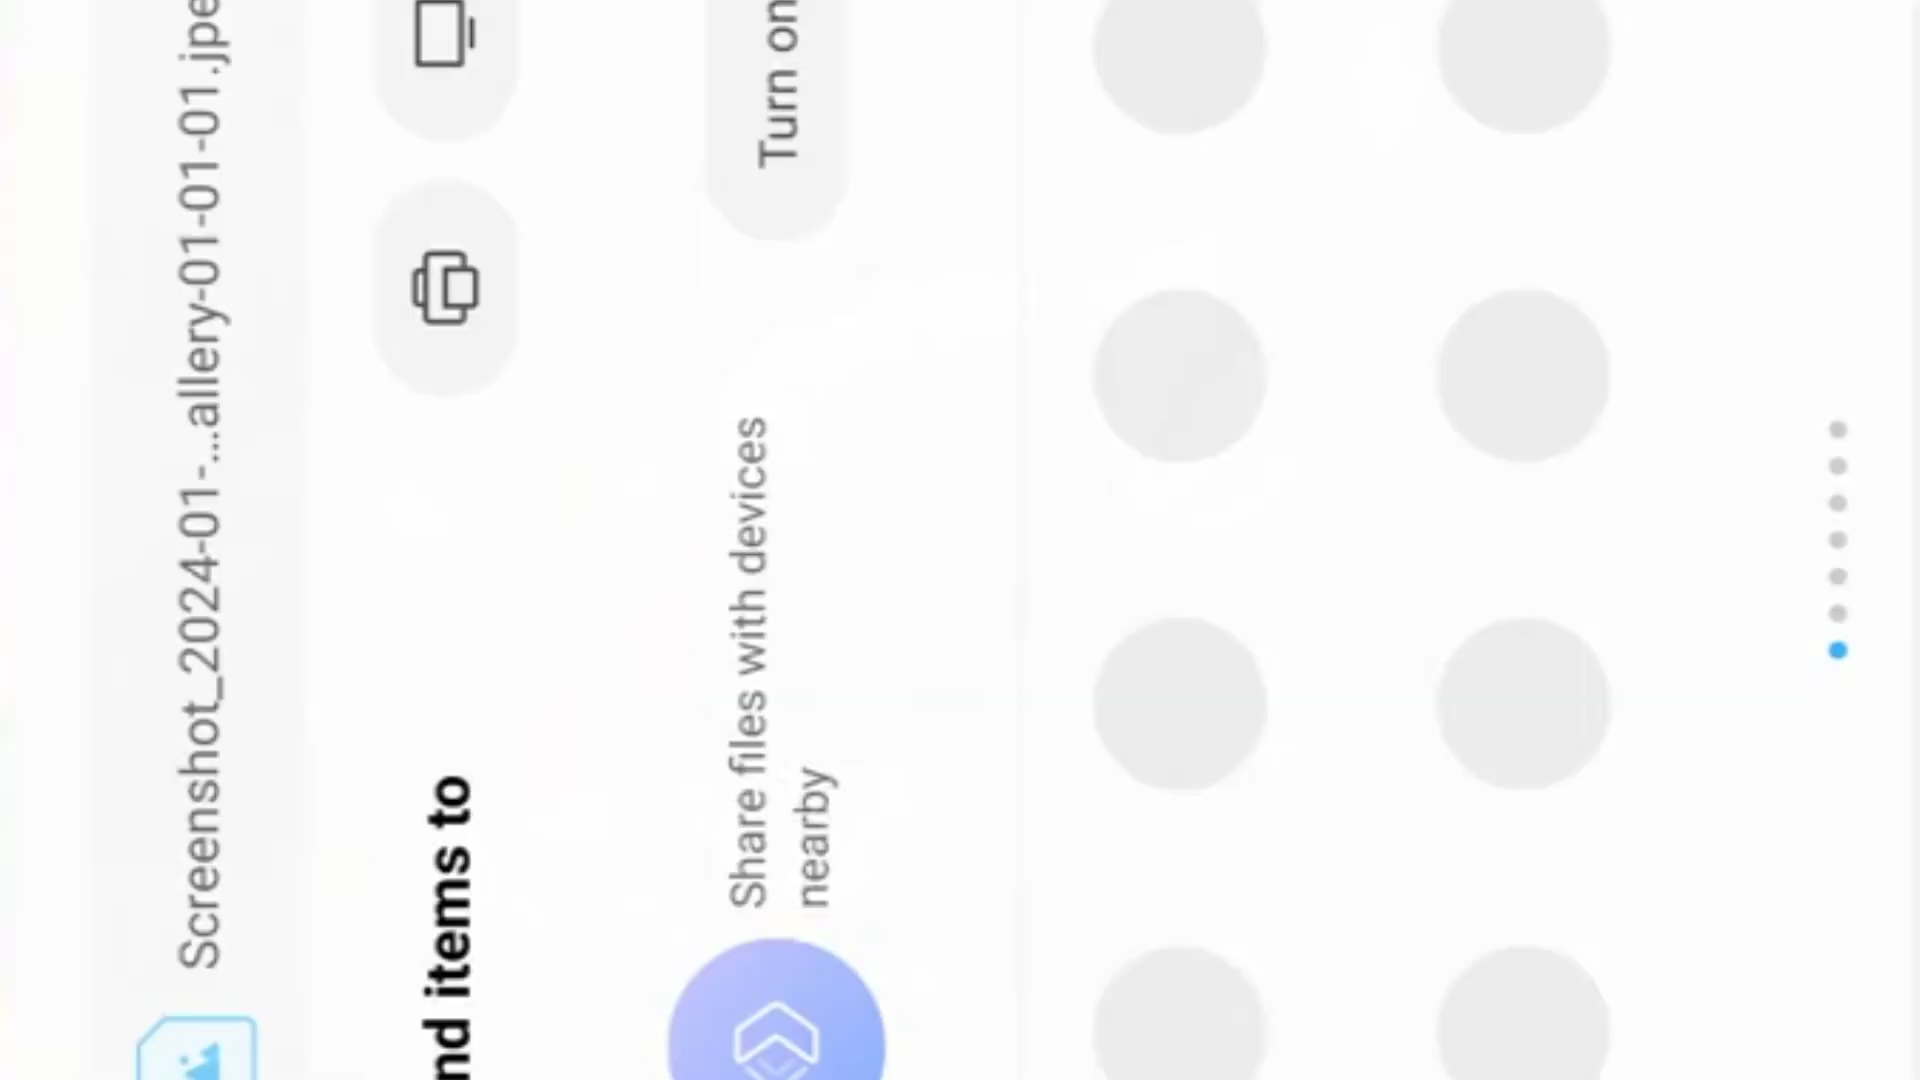 Screenshot_2024-01-...allery-01-01-01.jpe
nd items to
Share files with devices
nearby
Turn on